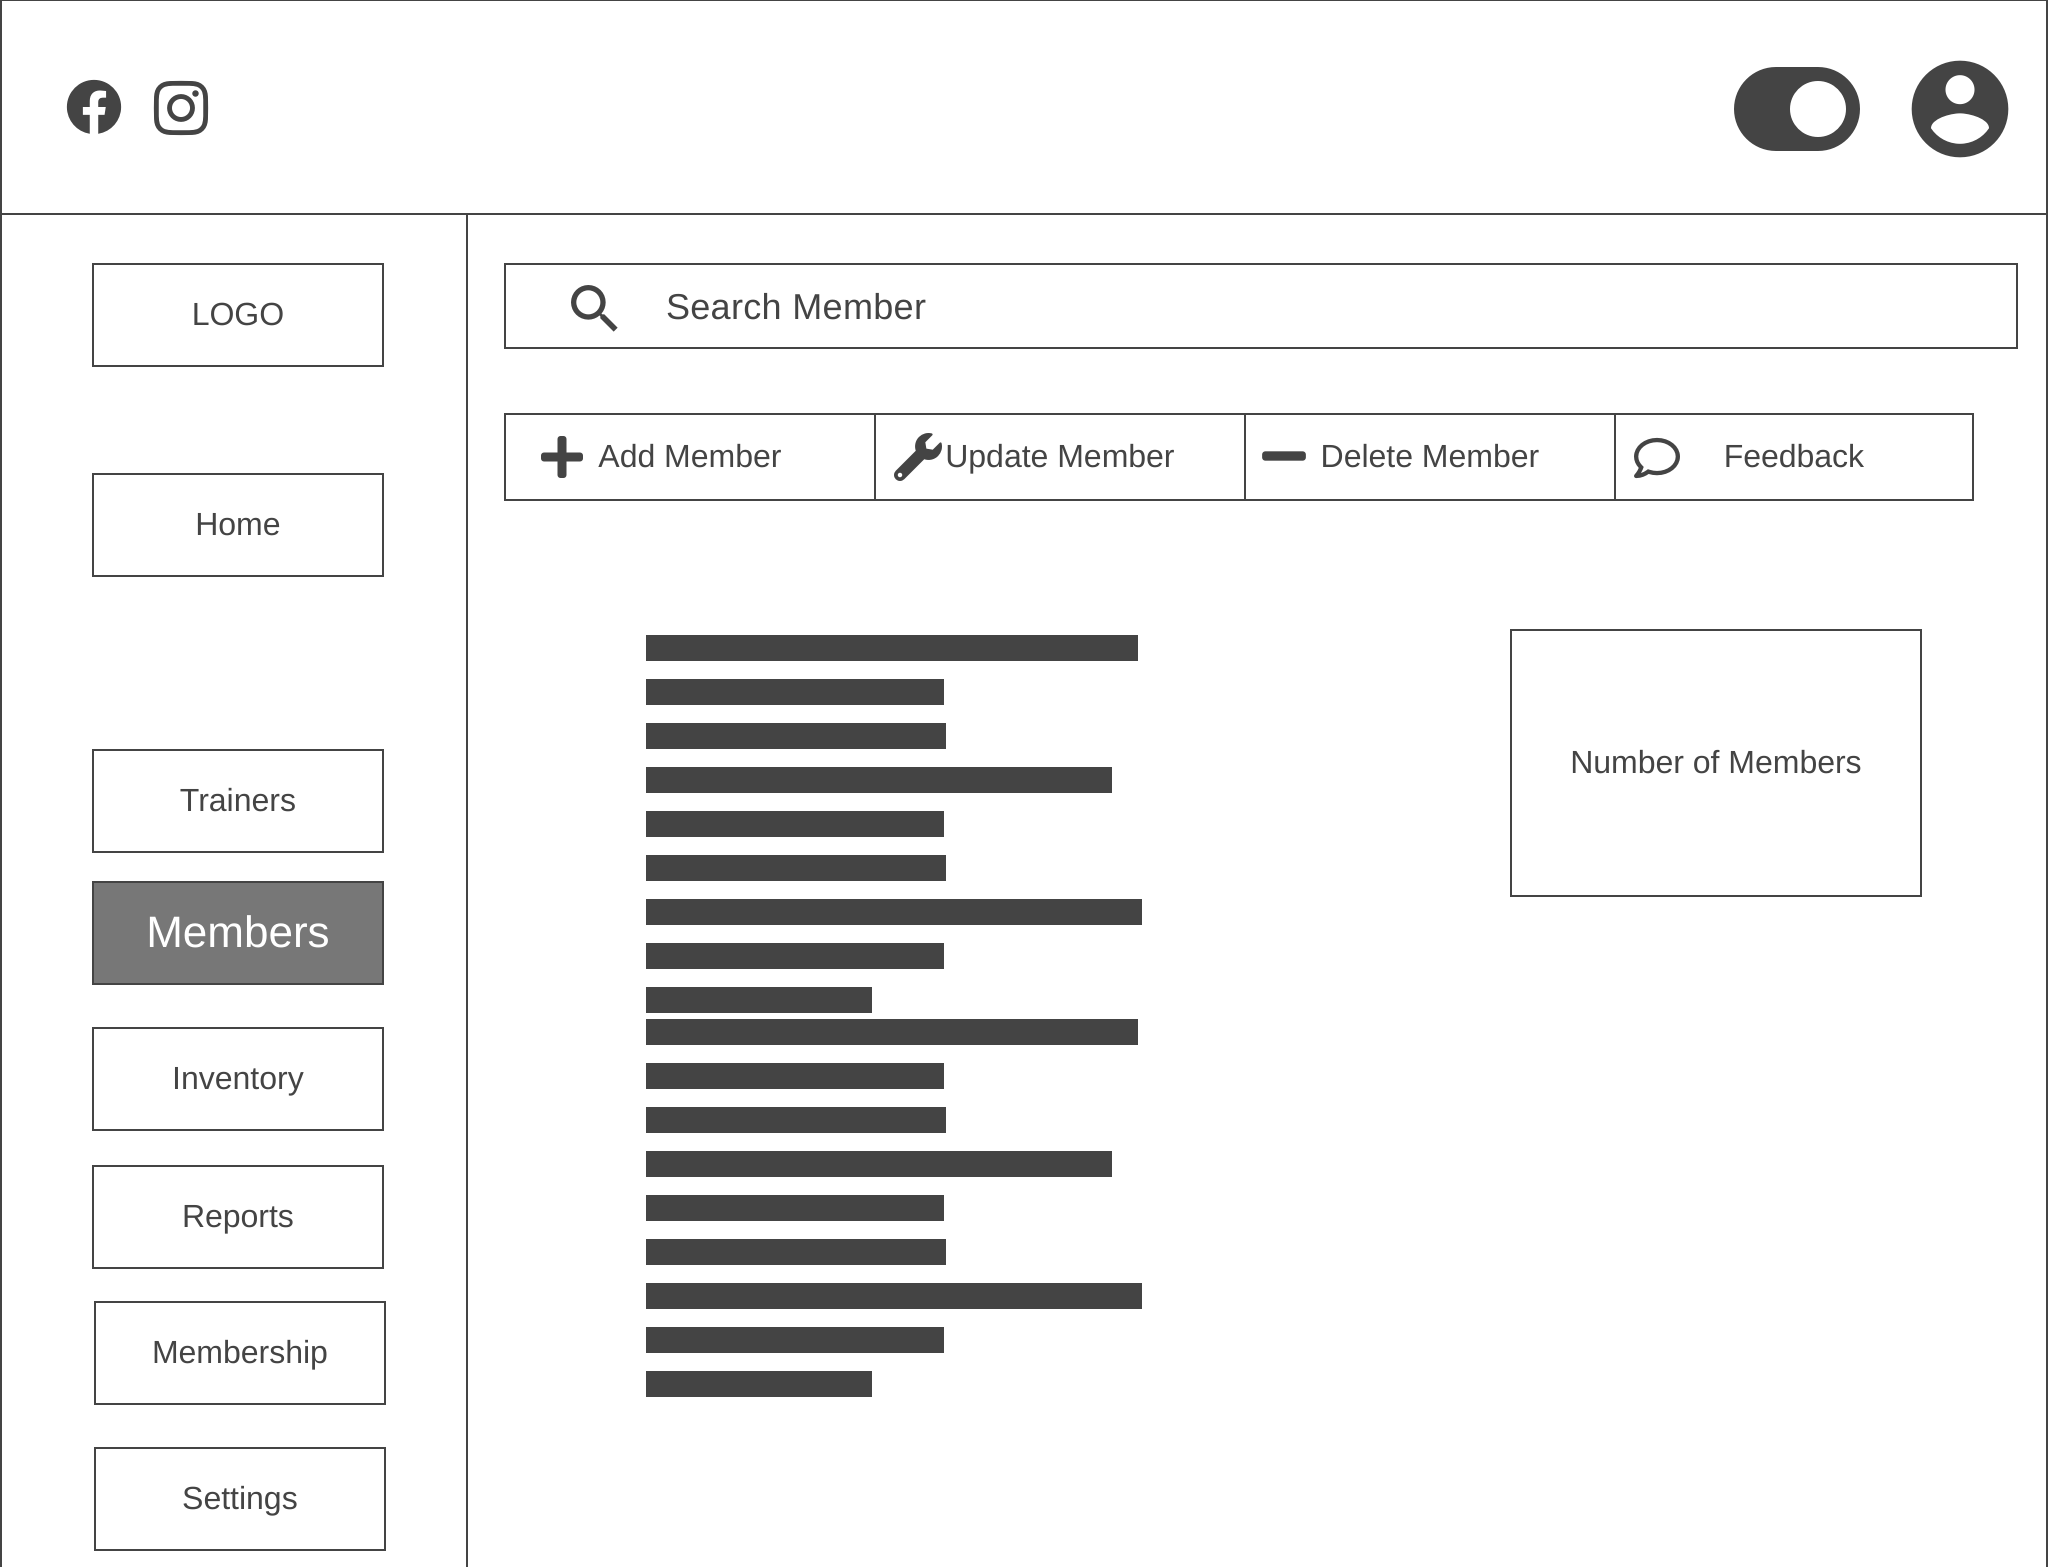 LOGO
Home
Trainers
Members
Inventory
Reports
Membership
Settings
Search Member
Add Member
Update Member
Delete Member
Feedback
Number of Members